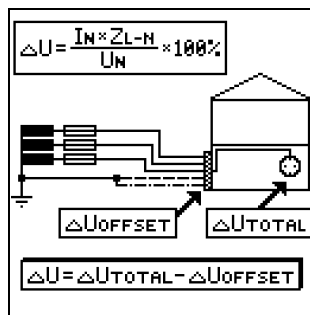 △U = (IN × ZL-N / UN) × 100%
△UOFFSET
△UTOTAL
△U = △UTOTAL - △UOFFSET